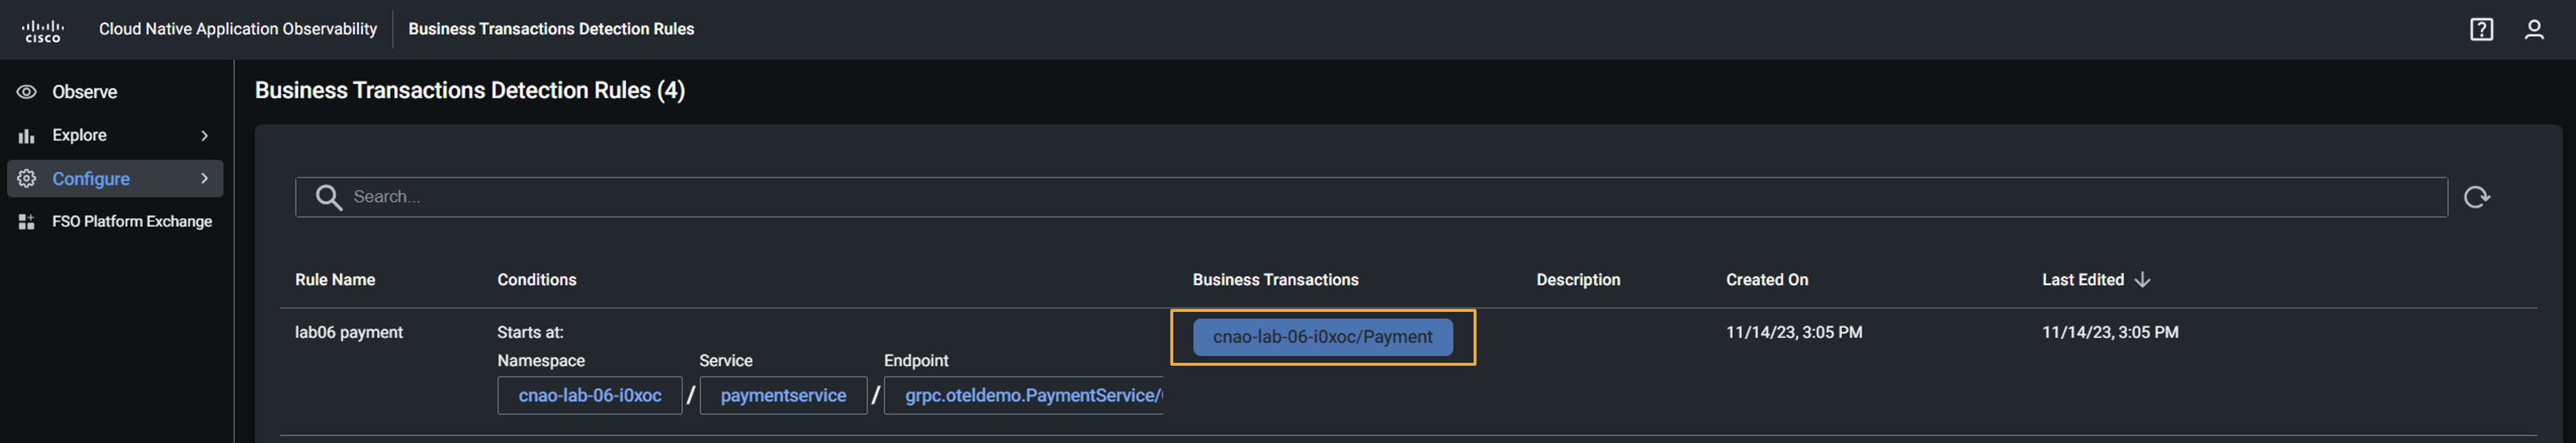 CISCO
Cloud Native Application Observability
Business Transactions Detection Rules
?
Observe
Explore
Configure
FSO Platform Exchange
Business Transactions Detection Rules (4)
Search...
Rule Name Conditions Business Transactions Description Created On Last Edited
lab06 payment Starts at: cnao-lab-06-i0xoc/Payment 11/14/23, 3:05 PM 11/14/23, 3:05 PM
Namespace Service Endpoint
cnao-lab-06-i0xoc / paymentservice / grpc.oteldemo.PaymentService/